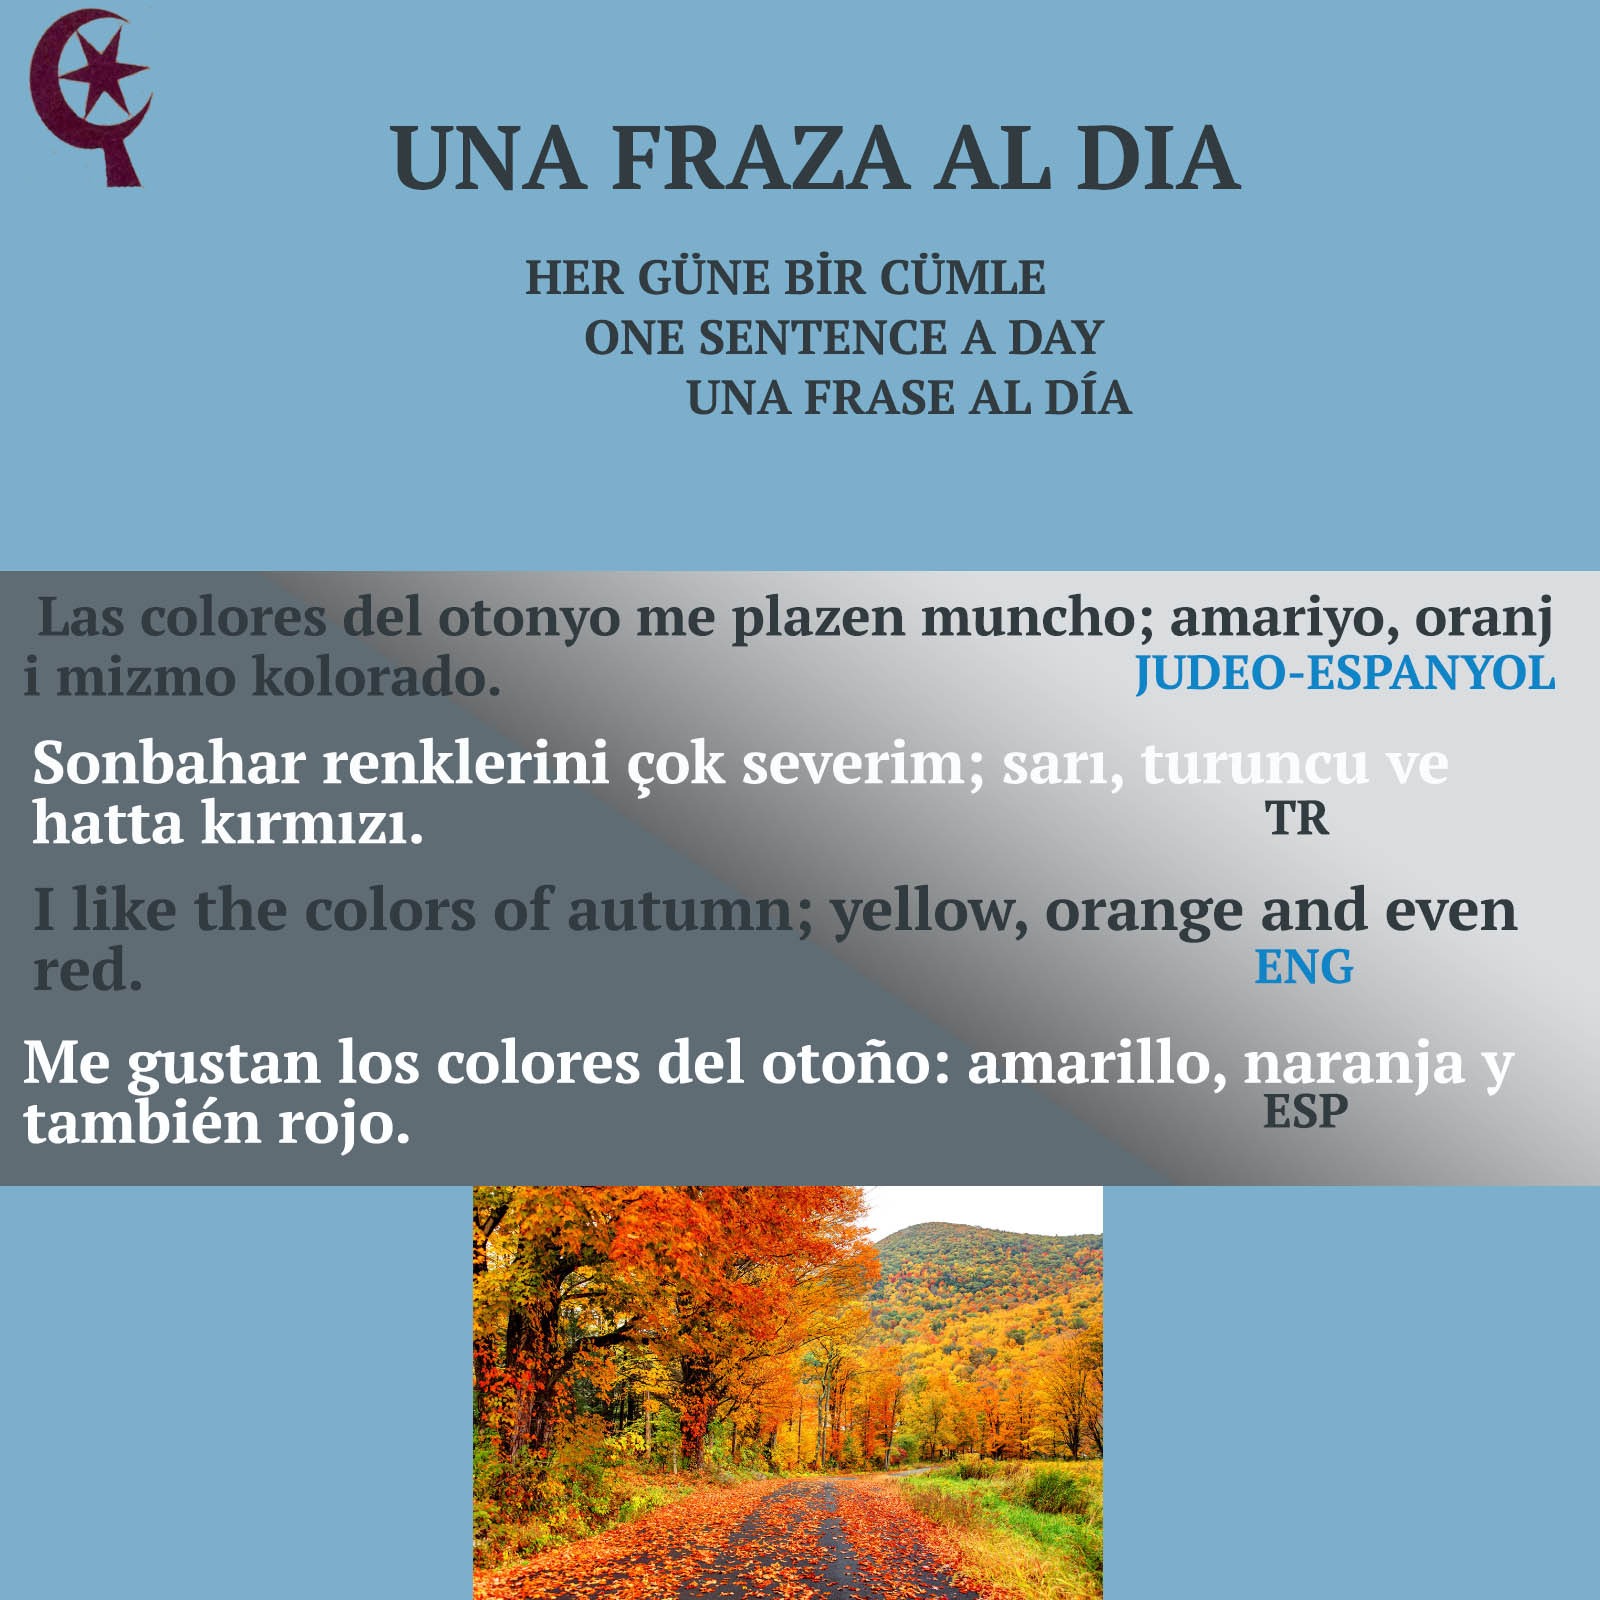 UNA FRAZA AL DIA
HER GÜNE BİR CÜMLE
ONE SENTENCE A DAY
UNA FRASE AL DÍA
Las colores del otonyo me plazen muncho; amariyo, oranj
i mizmo kolorado.
JUDEO-ESPANYOL
Sonbahar renklerini çok severim; sarı, turuncu ve
hatta kırmızı.
TR
I like the colors of autumn; yellow, orange and even
red.
ENG
Me gustan los colores del otoño: amarillo, naranja y
también rojo.
ESP